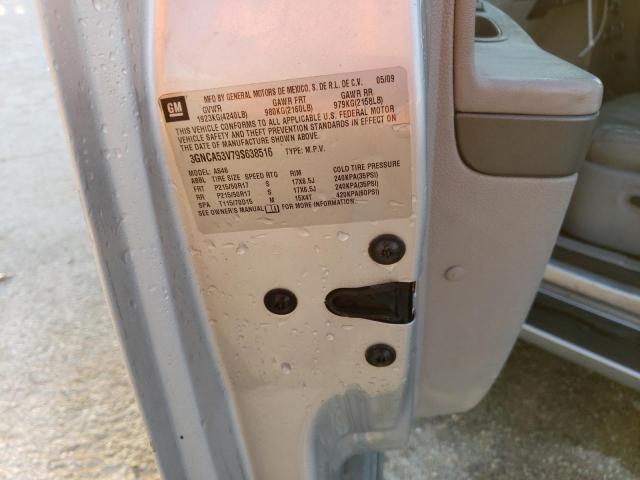 GM
MFD BY GENERAL MOTORS DE MEXICO, S. DE R.L. DE C.V. 05/09
GVWR GAWR FRT GAWR RR
1923KG(4240LB) 980KG(2160LB) 979KG(2158LB)
THIS VEHICLE CONFORMS TO ALL APPLICABLE U.S. FEDERAL MOTOR
VEHICLE SAFETY AND THEFT PREVENTION STANDARDS IN EFFECT ON
THE DATE OF MANUFACTURE SHOWN ABOVE.
3GNCA53V79S638516 TYPE: M.P.V.
MODEL: AS46
ABBL TIRE SIZE SPEED RTG RIM COLD TIRE PRESSURE
FRT P215/50R17 S 17X6.5J 240KPA(35PSI)
RR P215/50R17 S 17X6.5J 240KPA(35PSI)
SPA T115/70D15 M 15X4T 420KPA(60PSI)
SEE OWNER'S MANUAL FOR MORE INFORMATION.